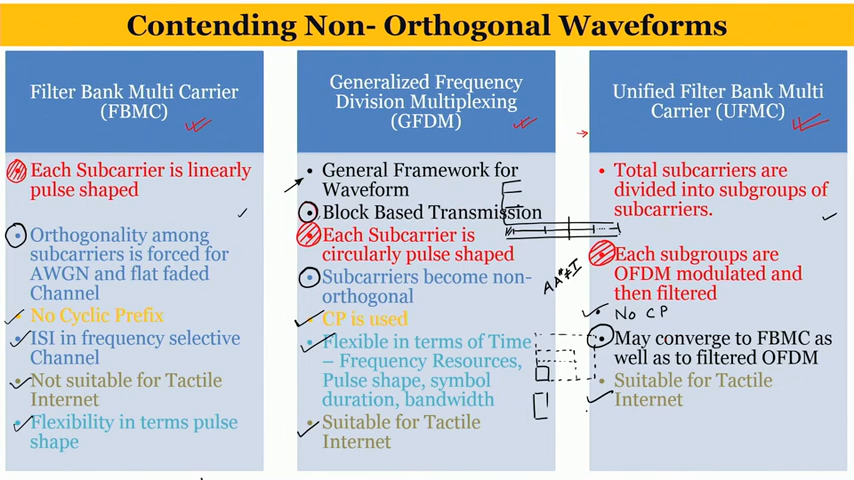 Contending Non- Orthogonal Waveforms
Filter Bank Multi Carrier
(FBMC)
• Each Subcarrier is linearly
pulse shaped
• Orthogonality among
subcarriers is forced for
AWGN and flat faded
Channel
• No Cyclic Prefix
• ISI in frequency selective
Channel
• Not suitable for Tactile
Internet
• Flexibility in terms pulse
shape
Generalized Frequency
Division Multiplexing
(GFDM)
• General Framework for
Waveform
• Block Based Transmission
• Each Subcarrier is
circularly pulse shaped
• Subcarriers become non-
orthogonal
• CP is used
• Flexible in terms of Time
– Frequency Resources,
Pulse shape, symbol
duration, bandwidth
• Suitable for Tactile
Internet
AAᴴ≠I
Unified Filter Bank Multi
Carrier (UFMC)
• Total subcarriers are
divided into subgroups of
subcarriers.
• Each subgroups are
OFDM modulated and
then filtered
• No CP
• May converge to FBMC as
well as to filtered OFDM
• Suitable for Tactile
Internet